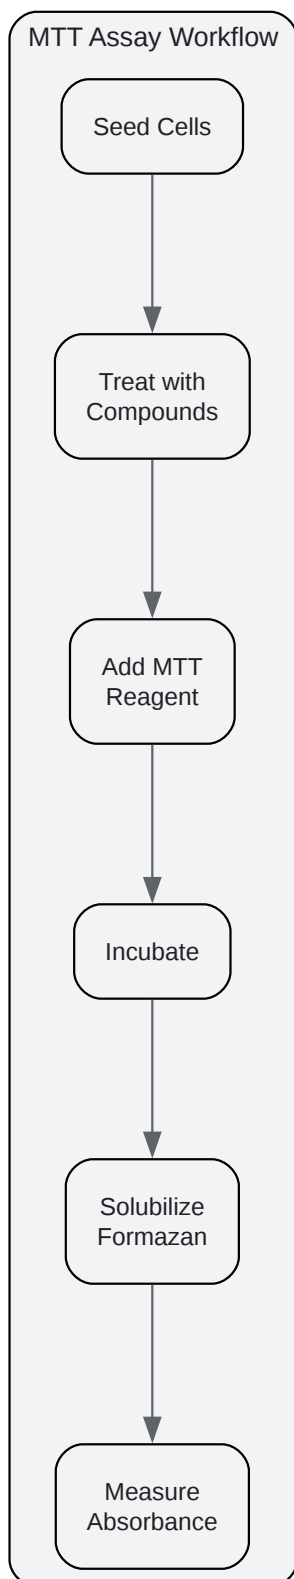 MTT Assay Workflow
Seed Cells
Treat with
Compounds
Add MTT
Reagent
Incubate
Solubilize
Formazan
Measure
Absorbance